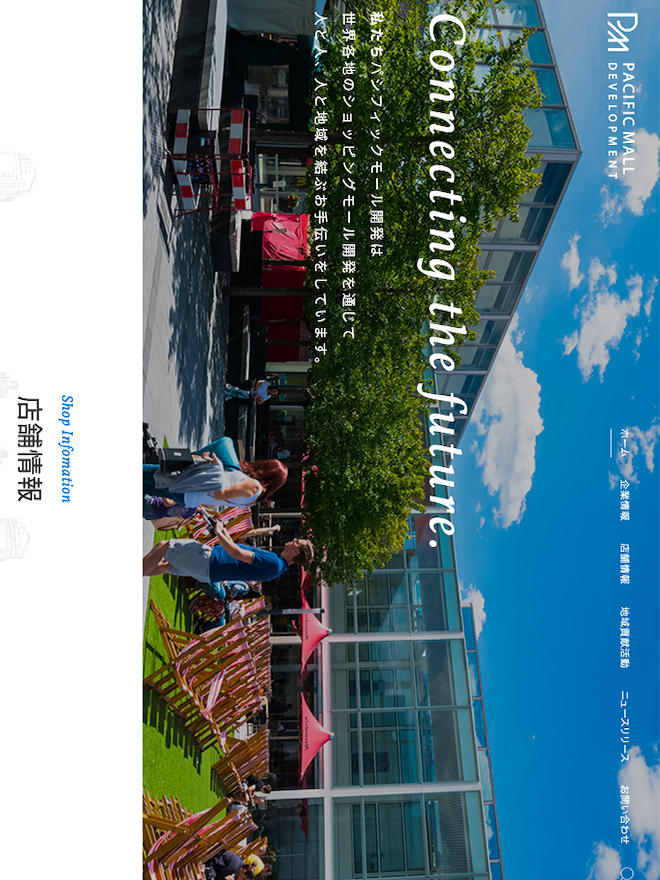 PACIFIC MALL
DEVELOPMENT
ホーム
企業情報
店舗情報
地域貢献活動
ニュースリリース
お問い合わせ
Connecting the future.
私たちパシフィックモール開発は
世界各地のショッピングモール開発を通じて
人と人、人と地域を結ぶお手伝いをしています。
Shop Infomation
店舗情報